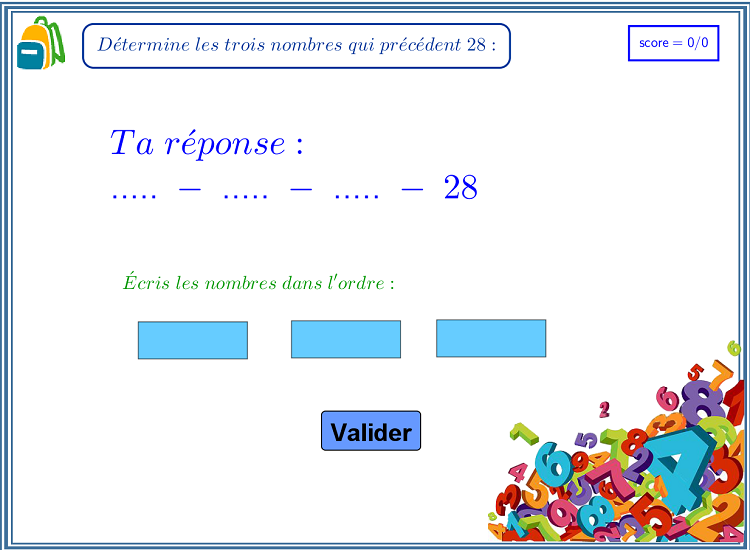 Détermine les trois nombres qui précédent 28 :
score = 0/0
Ta réponse :
..... − ..... − ..... − 28
Écris les nombres dans l'ordre :
Valider